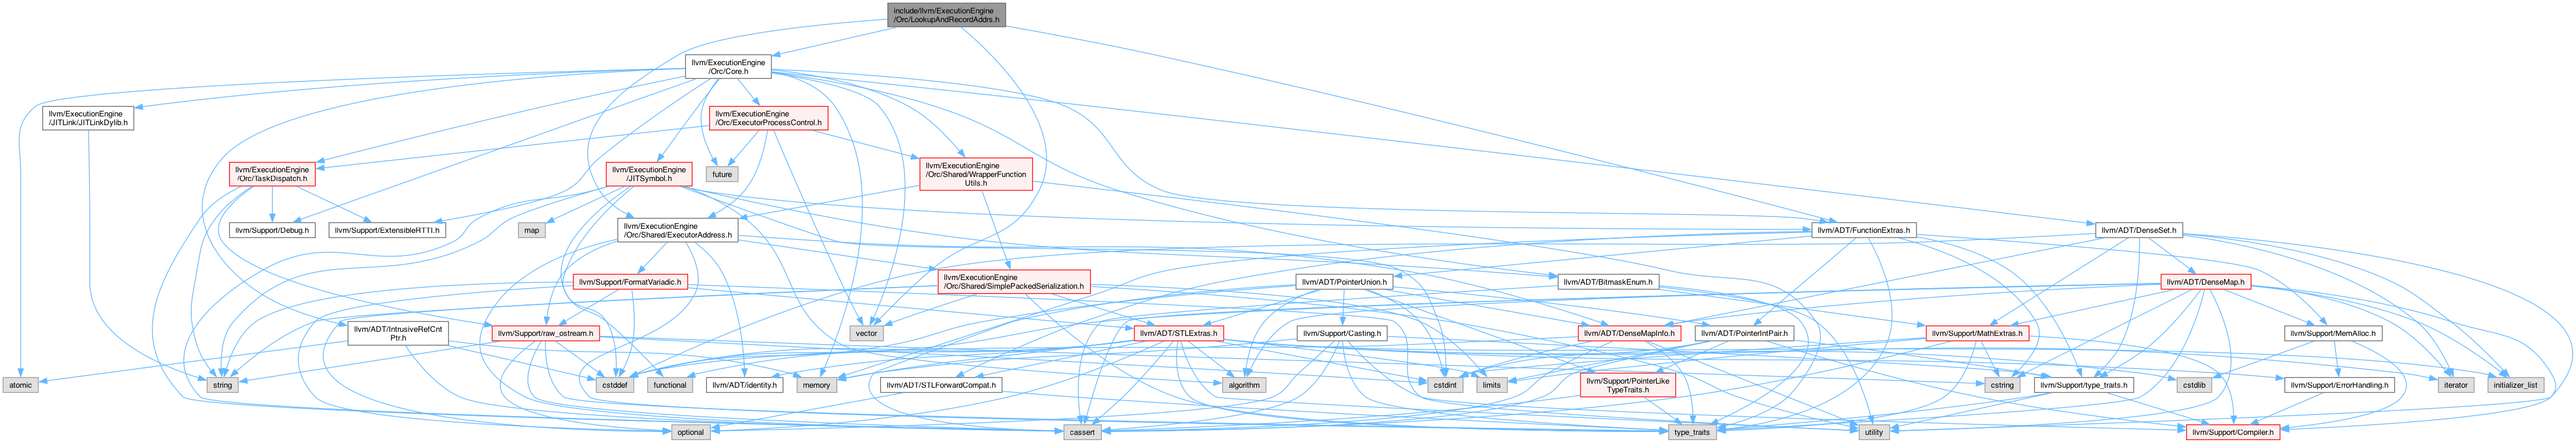 include/llvm/ExecutionEngine
/Orc/LookupAndRecordAddrs.h
llvm/ExecutionEngine
/Orc/Core.h
llvm/ExecutionEngine
/JITLink/JITLinkDylib.h
llvm/ExecutionEngine
/Orc/ExecutorProcessControl.h
llvm/ExecutionEngine
/Orc/TaskDispatch.h
llvm/ExecutionEngine
/JITSymbol.h
future
llvm/ExecutionEngine
/Orc/Shared/WrapperFunction
Utils.h
llvm/Support/Debug.h
llvm/Support/ExtensibleRTTI.h
map
llvm/ExecutionEngine
/Orc/Shared/ExecutorAddress.h
llvm/ADT/FunctionExtras.h
llvm/ADT/DenseSet.h
llvm/Support/FormatVariadic.h
llvm/ExecutionEngine
/Orc/Shared/SimplePackedSerialization.h
llvm/ADT/PointerUnion.h
llvm/ADT/BitmaskEnum.h
llvm/ADT/DenseMap.h
llvm/ADT/IntrusiveRefCnt
Ptr.h
llvm/Support/raw_ostream.h
vector
llvm/ADT/STLExtras.h
llvm/Support/Casting.h
llvm/ADT/DenseMapInfo.h
llvm/ADT/PointerIntPair.h
llvm/Support/MathExtras.h
llvm/Support/MemAlloc.h
atomic
string
cstddef
functional
llvm/ADT/identity.h
memory
llvm/ADT/STLForwardCompat.h
algorithm
cstdint
limits
llvm/Support/PointerLike
TypeTraits.h
cstring
llvm/Support/type_traits.h
cstdlib
llvm/Support/ErrorHandling.h
iterator
initializer_list
optional
cassert
type_traits
utility
llvm/Support/Compiler.h